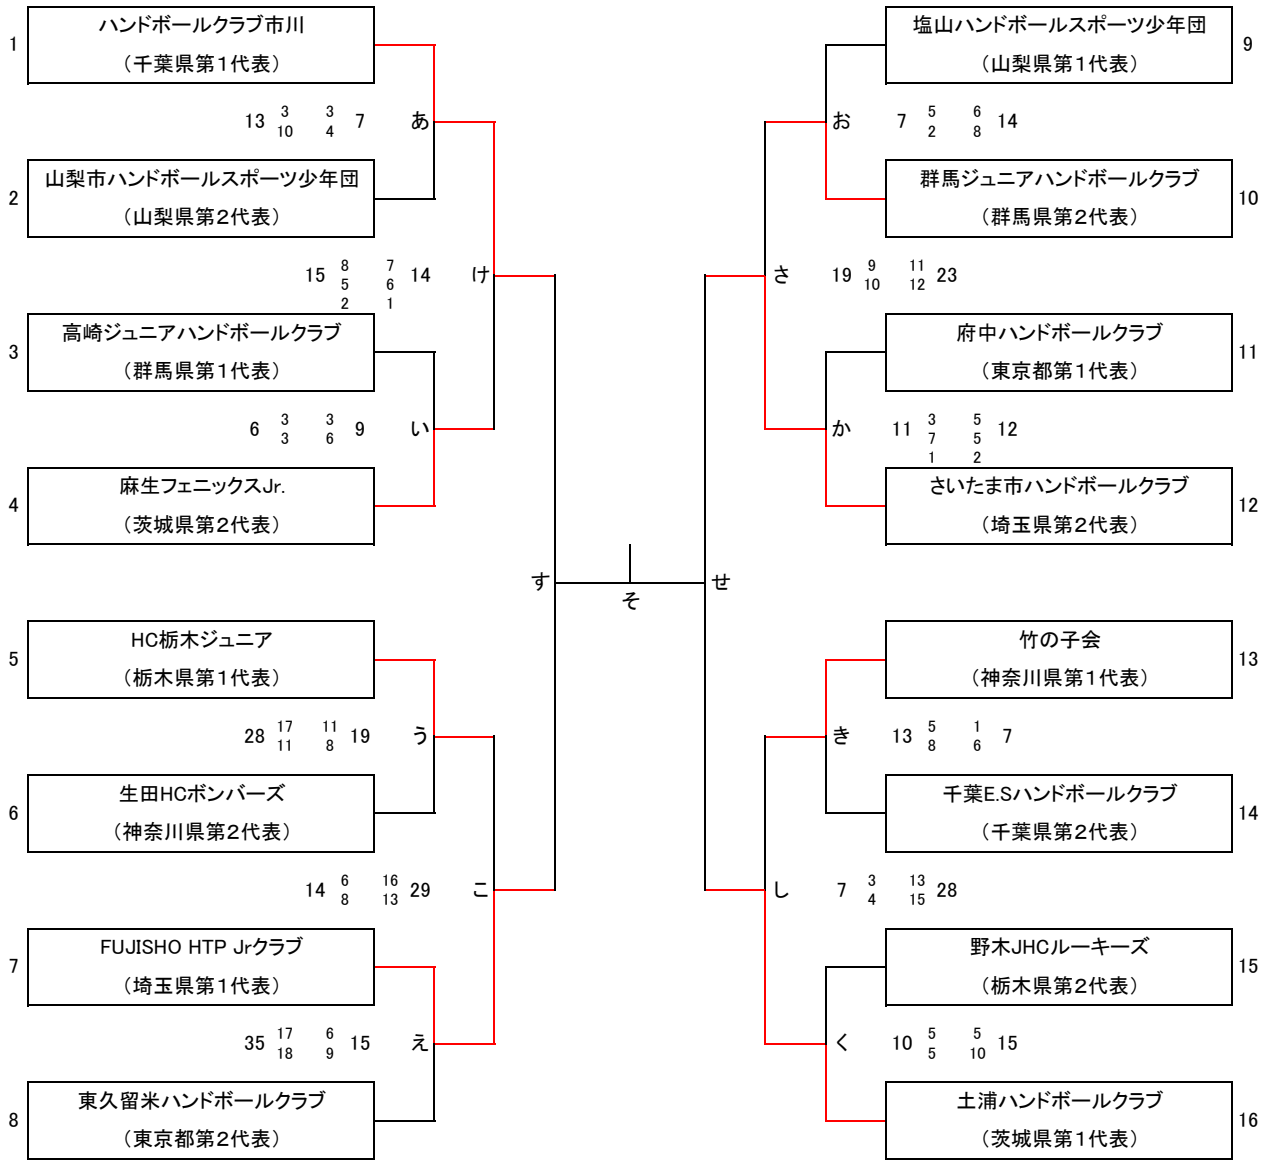 1
ハンドボールクラブ市川
（千葉県第1代表）
13 3 3 7 あ
10 4
2
山梨市ハンドボールスポーツ少年団
（山梨県第2代表）
15 8 7 14 け
5 6
2 1
3
高崎ジュニアハンドボールクラブ
（群馬県第1代表）
6 3 3 9 い
3 6
4
麻生フェニックスJr.
（茨城県第2代表）
す
5
HC栃木ジュニア
（栃木県第1代表）
28 17 11 19 う
11 8
6
生田HCボンバーズ
（神奈川県第2代表）
14 6 16 29 こ
8 13
7
FUJISHO HTP Jrクラブ
（埼玉県第1代表）
35 17 6 15 え
18 9
8
東久留米ハンドボールクラブ
（東京都第2代表）
そ
塩山ハンドボールスポーツ少年団
（山梨県第1代表）
9
お 7 5 6 14
2 8
群馬ジュニアハンドボールクラブ
（群馬県第2代表）
10
さ 19 9 11 23
10 12
府中ハンドボールクラブ
（東京都第1代表）
11
か 11 3 5 12
7 5
1 2
さいたま市ハンドボールクラブ
（埼玉県第2代表）
12
せ
竹の子会
（神奈川県第1代表）
13
き 13 5 1 7
8 6
千葉E.Sハンドボールクラブ
（千葉県第2代表）
14
し 7 3 13 28
4 15
野木JHCルーキーズ
（栃木県第2代表）
15
く 10 5 5 15
5 10
土浦ハンドボールクラブ
（茨城県第1代表）
16